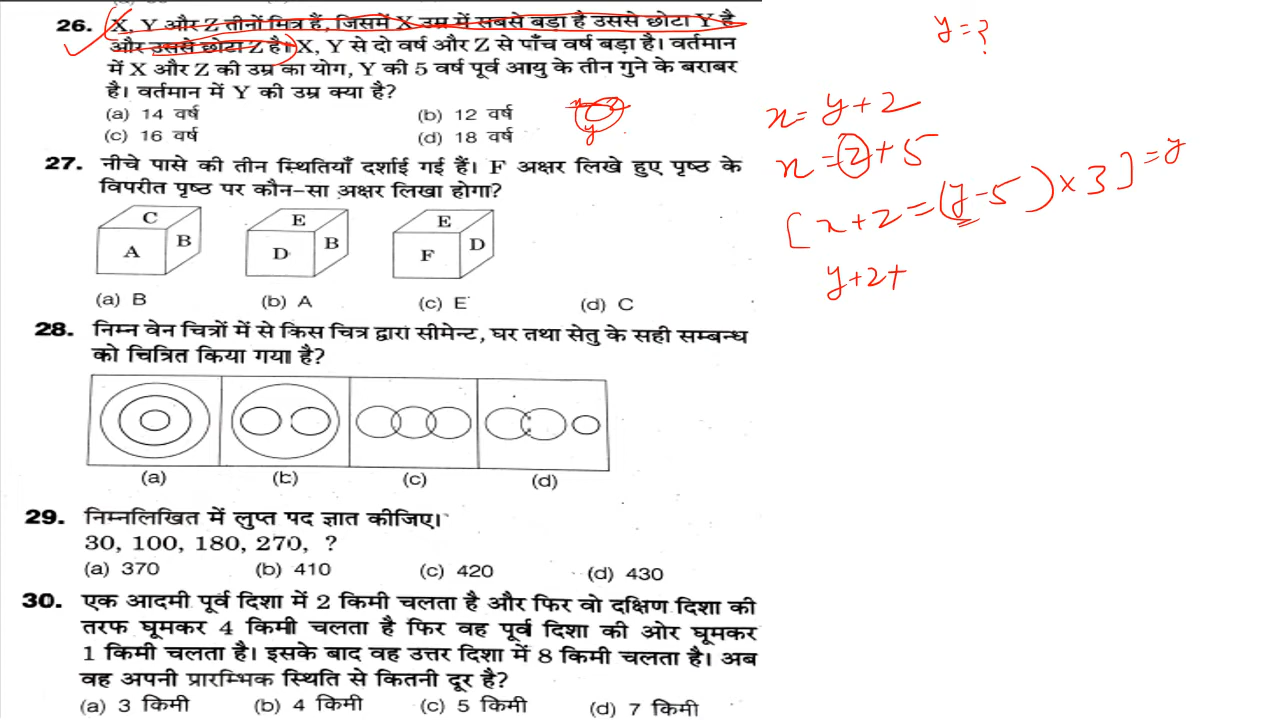 26. X, Y और Z तीनों मित्र हैं, जिसमें X उम्र में सबसे बड़ा है उससे छोटा Y है
और उससे छोटा Z है। X, Y से दो वर्ष और Z से पाँच वर्ष बड़ा है। वर्तमान
में X और Z की उम्र का योग, Y की 5 वर्ष पूर्व आयु के तीन गुने के बराबर
है। वर्तमान में Y की उम्र क्या है?
(a) 14 वर्ष (b) 12 वर्ष
(c) 16 वर्ष (d) 18 वर्ष
27. नीचे पासे की तीन स्थितियाँ दर्शाई गई हैं। F अक्षर लिखे हुए पृष्ठ के
विपरीत पृष्ठ पर कौन-सा अक्षर लिखा होगा?
C A B
E D B
E F D
(a) B (b) A (c) E (d) C
28. निम्न वेन चित्रों में से किस चित्र द्वारा सीमेन्ट, घर तथा सेतु के सही सम्बन्ध
को चित्रित किया गया है?
(a) (b) (c) (d)
29. निम्नलिखित में लुप्त पद ज्ञात कीजिए।
30, 100, 180, 270, ?
(a) 370 (b) 410 (c) 420 (d) 430
30. एक आदमी पूर्व दिशा में 2 किमी चलता है और फिर वो दक्षिण दिशा की
तरफ घूमकर 4 किमी चलता है फिर वह पूर्व दिशा की ओर घूमकर
1 किमी चलता है। इसके बाद वह उत्तर दिशा में 8 किमी चलता है। अब
वह अपनी प्रारम्भिक स्थिति से कितनी दूर है?
(a) 3 किमी (b) 4 किमी (c) 5 किमी (d) 7 किमी
y = ?
x = y + 2
x = z + 5
[ x + z = (y - 5) × 3 ] = y
y + 2 +
y